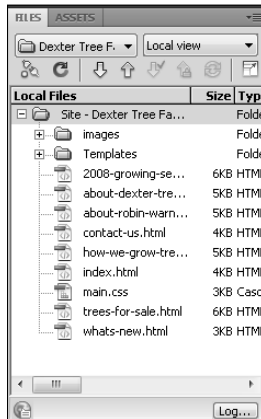 FILES ASSETS
Dexter Tree F. Local view
Local Files Size Typ
Site - Dexter Tree Fa... Folde
images Folde
Templates Folde
2008-growing-se... 6KB HTM
about-dexter-tre... 5KB HTM
about-robin-warn... 5KB HTM
contact-us.html 4KB HTM
how-we-grow-tre... 5KB HTM
index.html 4KB HTM
main.css 3KB Casc
trees-for-sale.html 6KB HTM
whats-new.html 3KB HTM
Log...